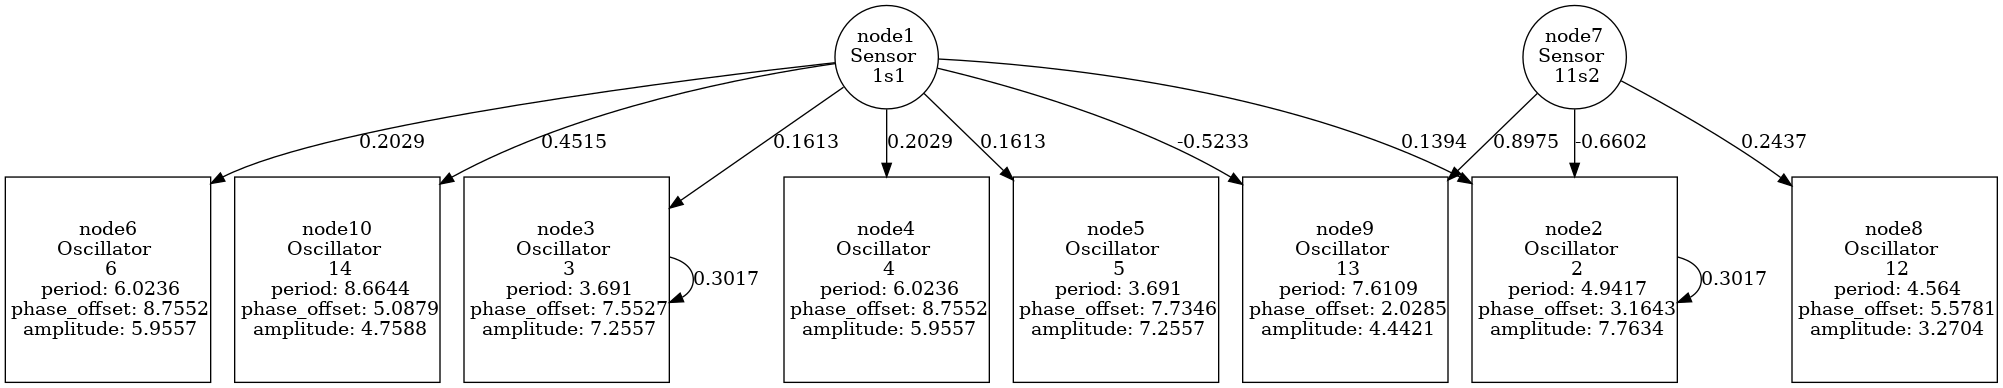 node1
Sensor
1s1
node7
Sensor
11s2
0.2029
0.4515
0.1613
0.2029
0.1613
-0.5233
0.1394
0.8975
-0.6602
0.2437
node6
Oscillator
6
period: 6.0236
phase_offset: 8.7552
amplitude: 5.9557
node10
Oscillator
14
period: 8.6644
phase_offset: 5.0879
amplitude: 4.7588
node3
Oscillator
3
period: 3.691
phase_offset: 7.5527
amplitude: 7.2557
0.3017
node4
Oscillator
4
period: 6.0236
phase_offset: 8.7552
amplitude: 5.9557
node5
Oscillator
5
period: 3.691
phase_offset: 7.7346
amplitude: 7.2557
node9
Oscillator
13
period: 7.6109
phase_offset: 2.0285
amplitude: 4.4421
node2
Oscillator
2
period: 4.9417
phase_offset: 3.1643
amplitude: 7.7634
0.3017
node8
Oscillator
12
period: 4.564
phase_offset: 5.5781
amplitude: 3.2704